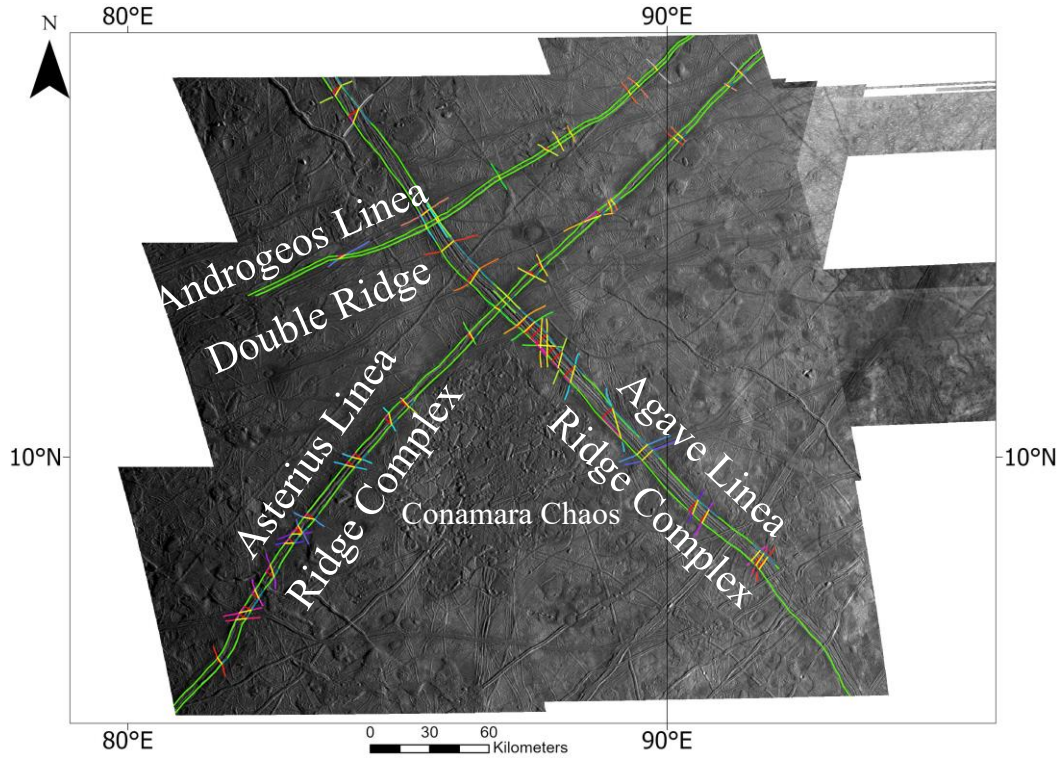 80°E 90°E
N
Androgeos Linea
Double Ridge
Asterius Linea
Ridge Complex
Agave Linea
Ridge Complex
10°N 10°N
Conamara Chaos
80°E 90°E
0 30 60
Kilometers